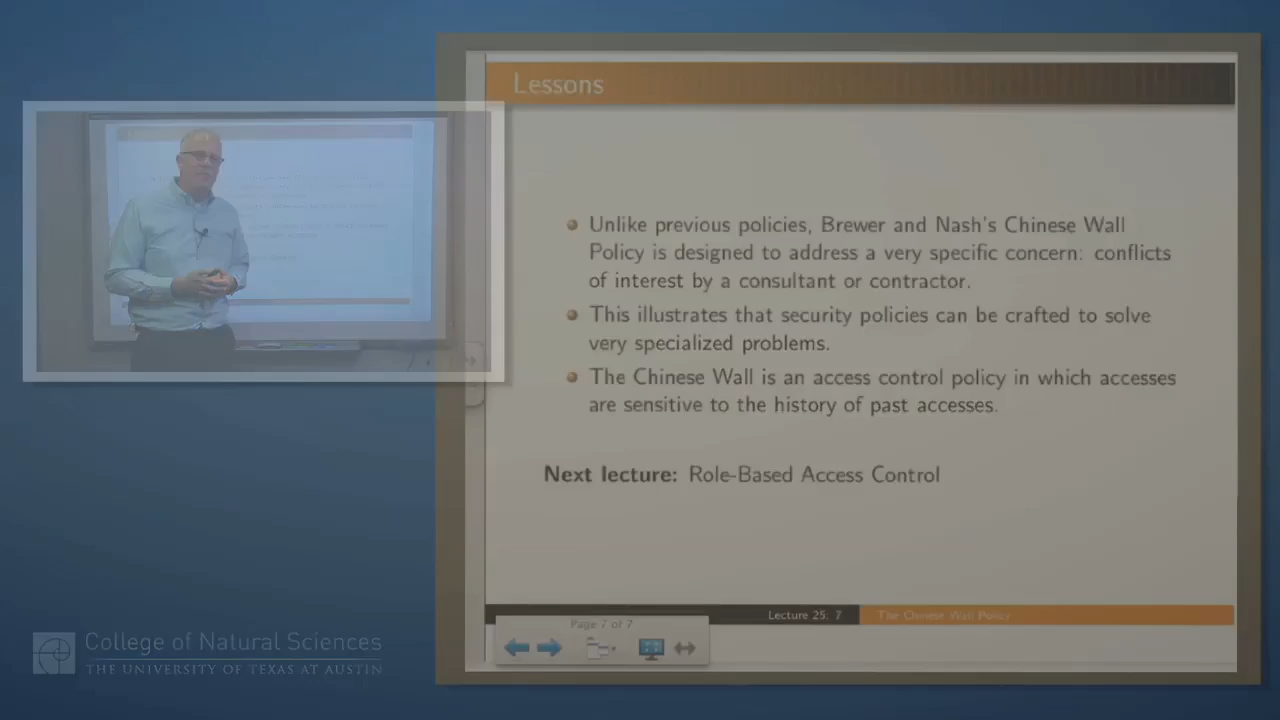 Lessons
Unlike previous policies, Brewer and Nash's Chinese Wall
Policy is designed to address a very specific concern: conflicts
of interest by a consultant or contractor.
This illustrates that security policies can be crafted to solve
very specialized problems.
The Chinese Wall is an access control policy in which accesses
are sensitive to the history of past accesses.
Next lecture: Role-Based Access Control
Lecture 25: 7
The Chinese Wall Policy
Page 7 of 7
College of Natural Sciences
THE UNIVERSITY OF TEXAS AT AUSTIN